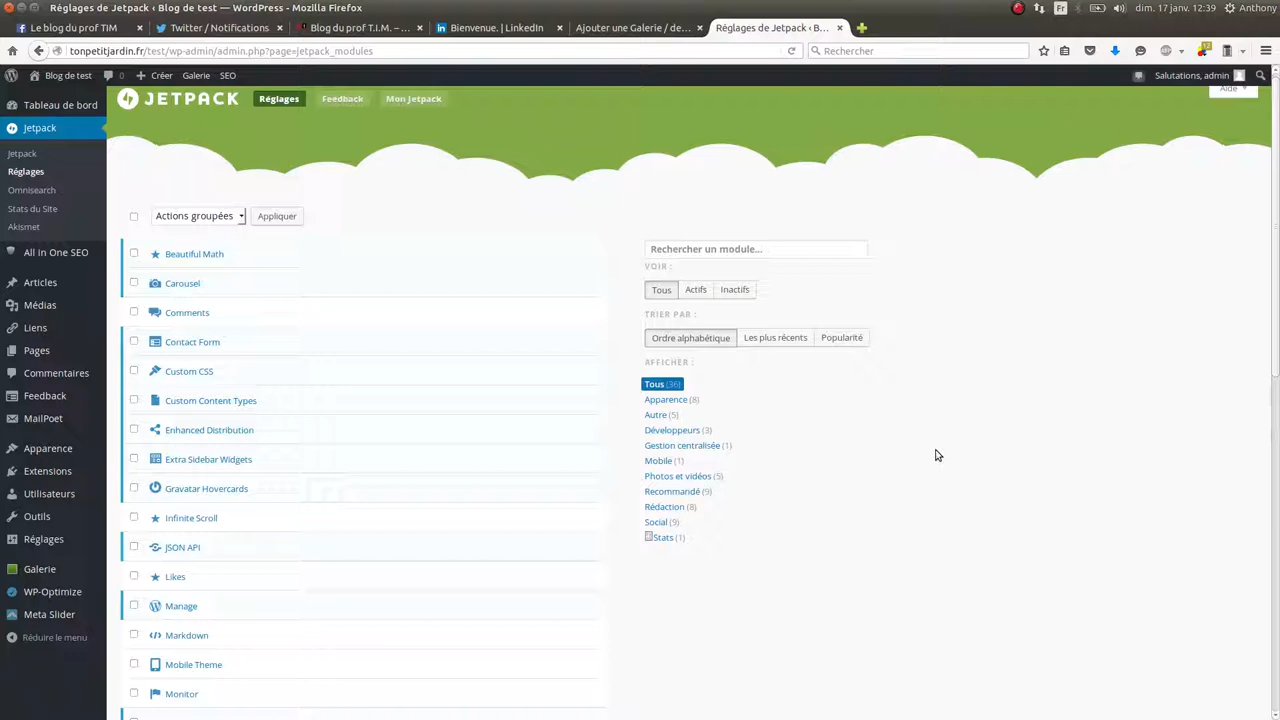 Réglages de Jetpack ‹ Blog de test — WordPress - Mozilla Firefox
Fr
dim. 17 janv. 12:39
Anthony
Le blog du prof TIM
Twitter / Notifications
Blog du prof T.I.M. – ...
Bienvenue. | LinkedIn
Ajouter une Galerie / de...
Réglages de Jetpack ‹ B...
tonpetitjardin.fr/test/wp-admin/admin.php?page=jetpack_modules
Rechercher
Blog de test
0
Créer
Galerie
SEO
Salutations, admin
Tableau de bord
Jetpack
Jetpack
Réglages
Omnisearch
Stats du Site
Akismet
All in One SEO
Articles
Médias
Liens
Pages
Commentaires
Feedback
MailPoet
Apparence
Extensions
Utilisateurs
Outils
Réglages
Galerie
WP-Optimize
Meta Slider
Réduire le menu
JETPACK
Réglages
Feedback
Mon Jetpack
Aide
Actions groupées
Appliquer
Beautiful Math
Carousel
Comments
Contact Form
Custom CSS
Custom Content Types
Enhanced Distribution
Extra Sidebar Widgets
Gravatar Hovercards
Infinite Scroll
JSON API
Likes
Manage
Markdown
Mobile Theme
Monitor
Rechercher un module...
VOIR :
Tous
Actifs
Inactifs
TRIER PAR :
Ordre alphabétique
Les plus récents
Popularité
AFFICHER :
Tous (36)
Apparence (8)
Autre (5)
Développeurs (3)
Gestion centralisée (1)
Mobile (1)
Photos et vidéos (5)
Recommandé (9)
Rédaction (8)
Social (9)
Stats (1)